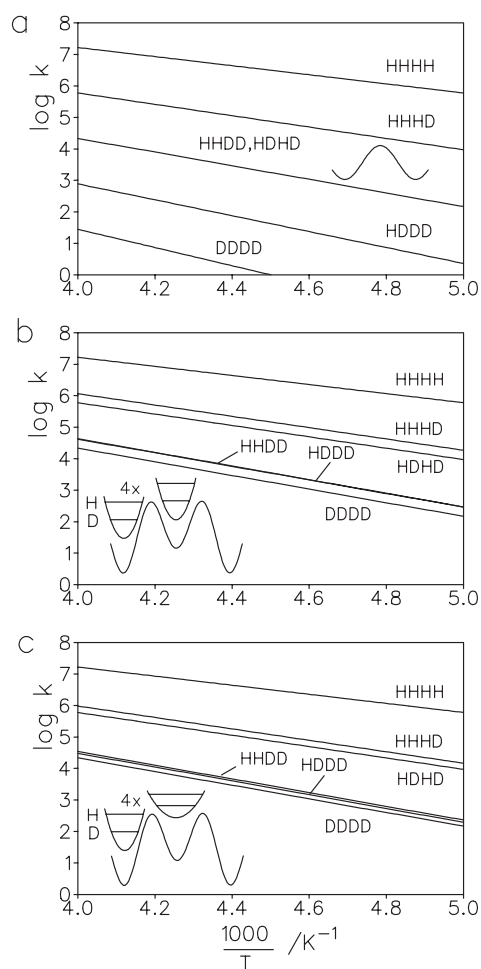 a
8
7
6
5
4
3
2
1
0
log k
HHHH
HHHD
HHDD,HDHD
HDDD
DDDD
4.0 4.2 4.4 4.6 4.8 5.0
b
8
7
6
5
4
3
2
1
0
log k
HHHH
HHHD
HDHD
HHDD
HDDD
DDDD
4x
H
D
4.0 4.2 4.4 4.6 4.8 5.0
c
8
7
6
5
4
3
2
1
0
log k
HHHH
HHHD
HDHD
HHDD
HDDD
DDDD
4x
H
D
4.0 4.2 4.4 4.6 4.8 5.0
1000
T
/K⁻¹